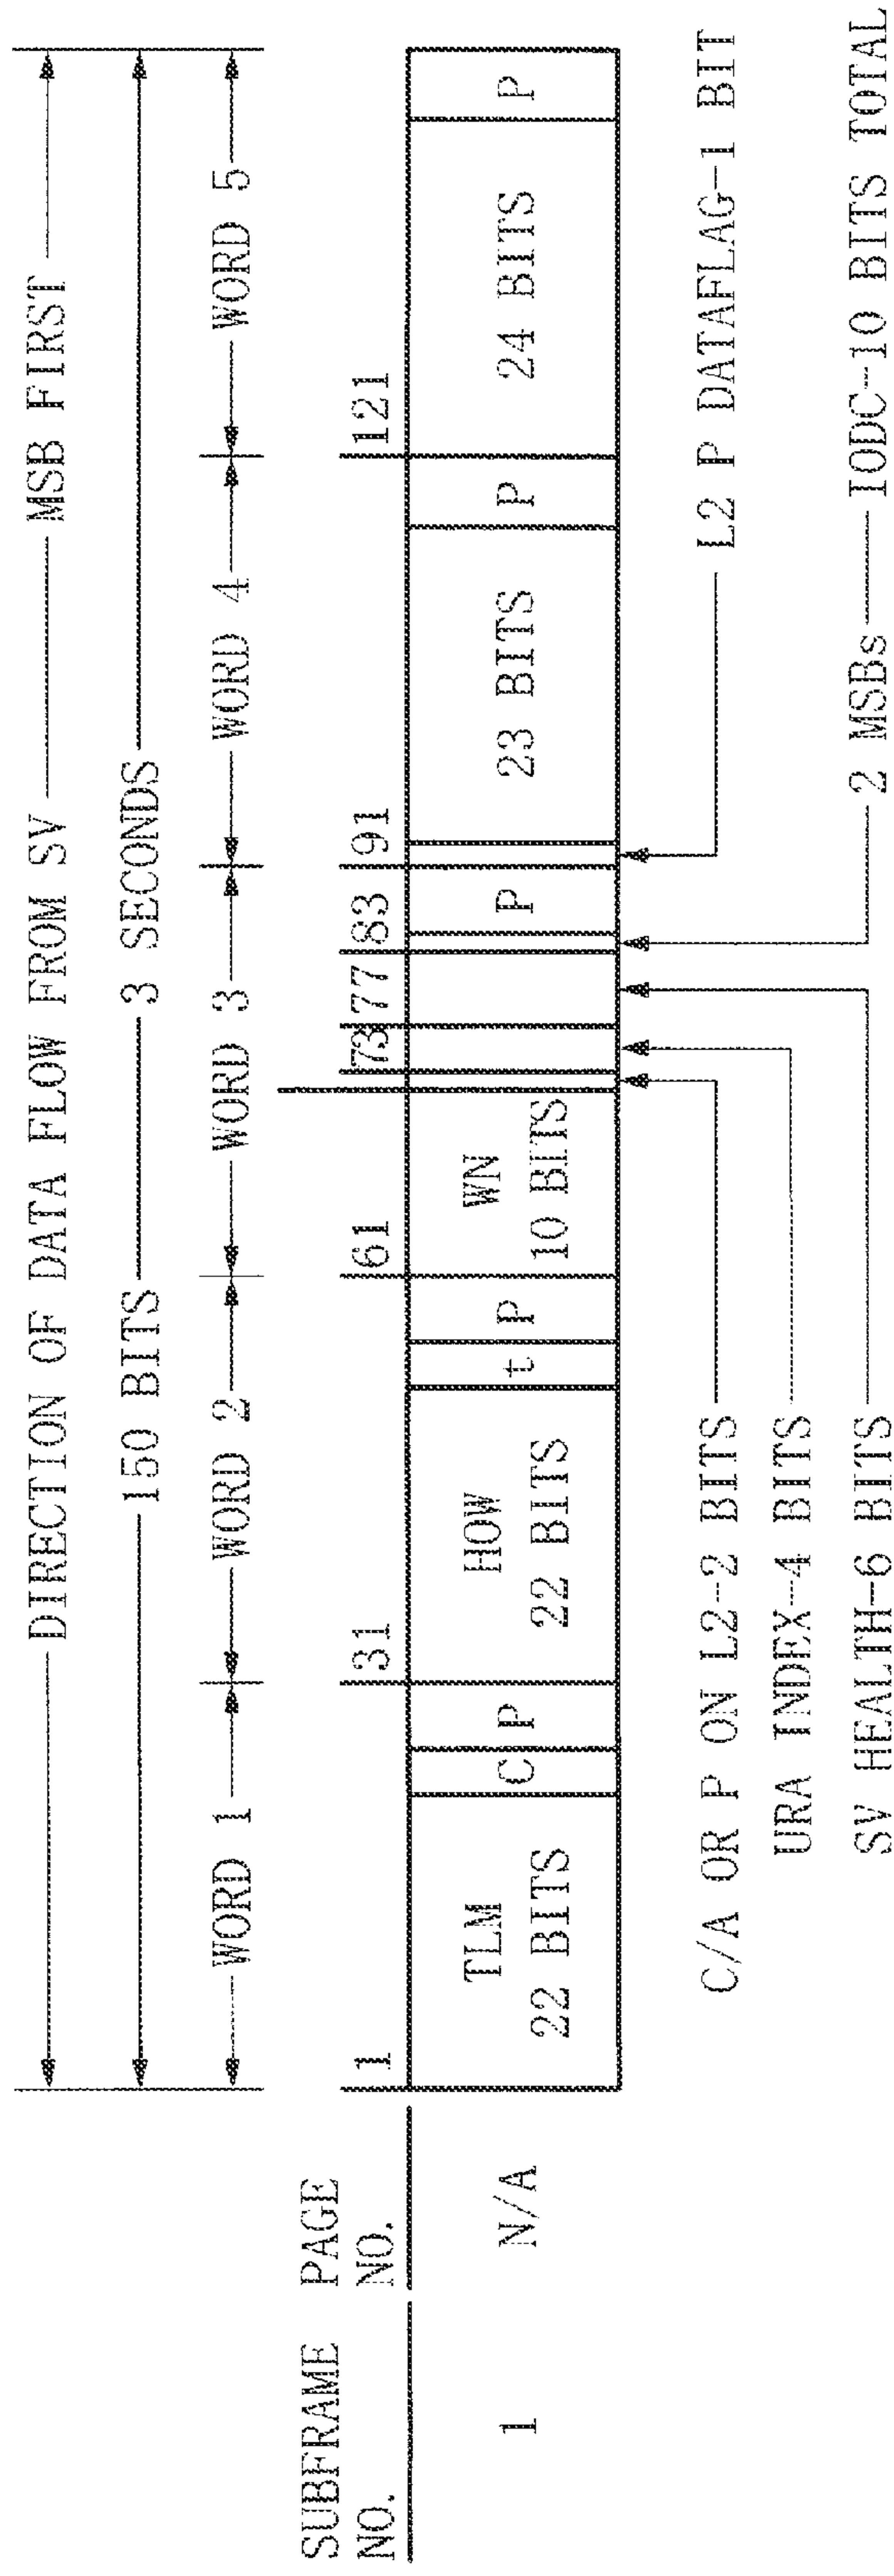 DIRECTION OF DATA FLOW FROM SV MSB FIRST
150 BITS 3 SECONDS
WORD 1 WORD 2 WORD 3 WORD 4 WORD 5
SUBFRAME NO. PAGE NO.
1 31 61 73 77 83 91 121
1 N/A
TLM
22 BITS
C
P
HOW
22 BITS
t
P
WN
10 BITS
P
23 BITS
P
24 BITS
P
C/A OR P ON L2-2 BITS
L2 P DATAFLAG-1 BIT
URA INDEX-4 BITS
SV HEALTH-6 BITS
2 MSBs IODC-10 BITS TOTAL